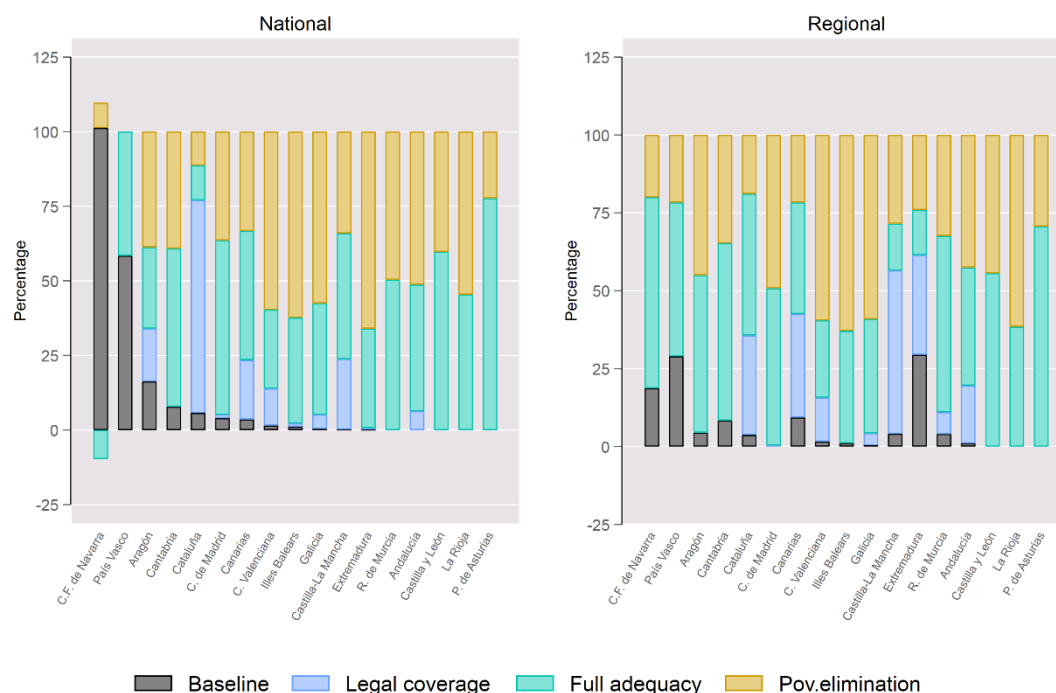 National
Regional
Percentage
125
100
75
50
25
0
-25
C.F. de Navarra
País Vasco
Aragón
Cantabria
Cataluña
C. de Madrid
Canarias
C. Valenciana
Illes Balears
Galicia
Castilla-La Mancha
Extremadura
R. de Murcia
Andalucía
Castilla y León
La Rioja
P. de Asturias
Percentage
125
100
75
50
25
0
-25
C.F. de Navarra
País Vasco
Aragón
Cantabria
Cataluña
C. de Madrid
Canarias
C. Valenciana
Illes Balears
Galicia
Castilla-La Mancha
Extremadura
R. de Murcia
Andalucía
Castilla y León
La Rioja
P. de Asturias
Baseline Legal coverage Full adequacy Pov.elimination